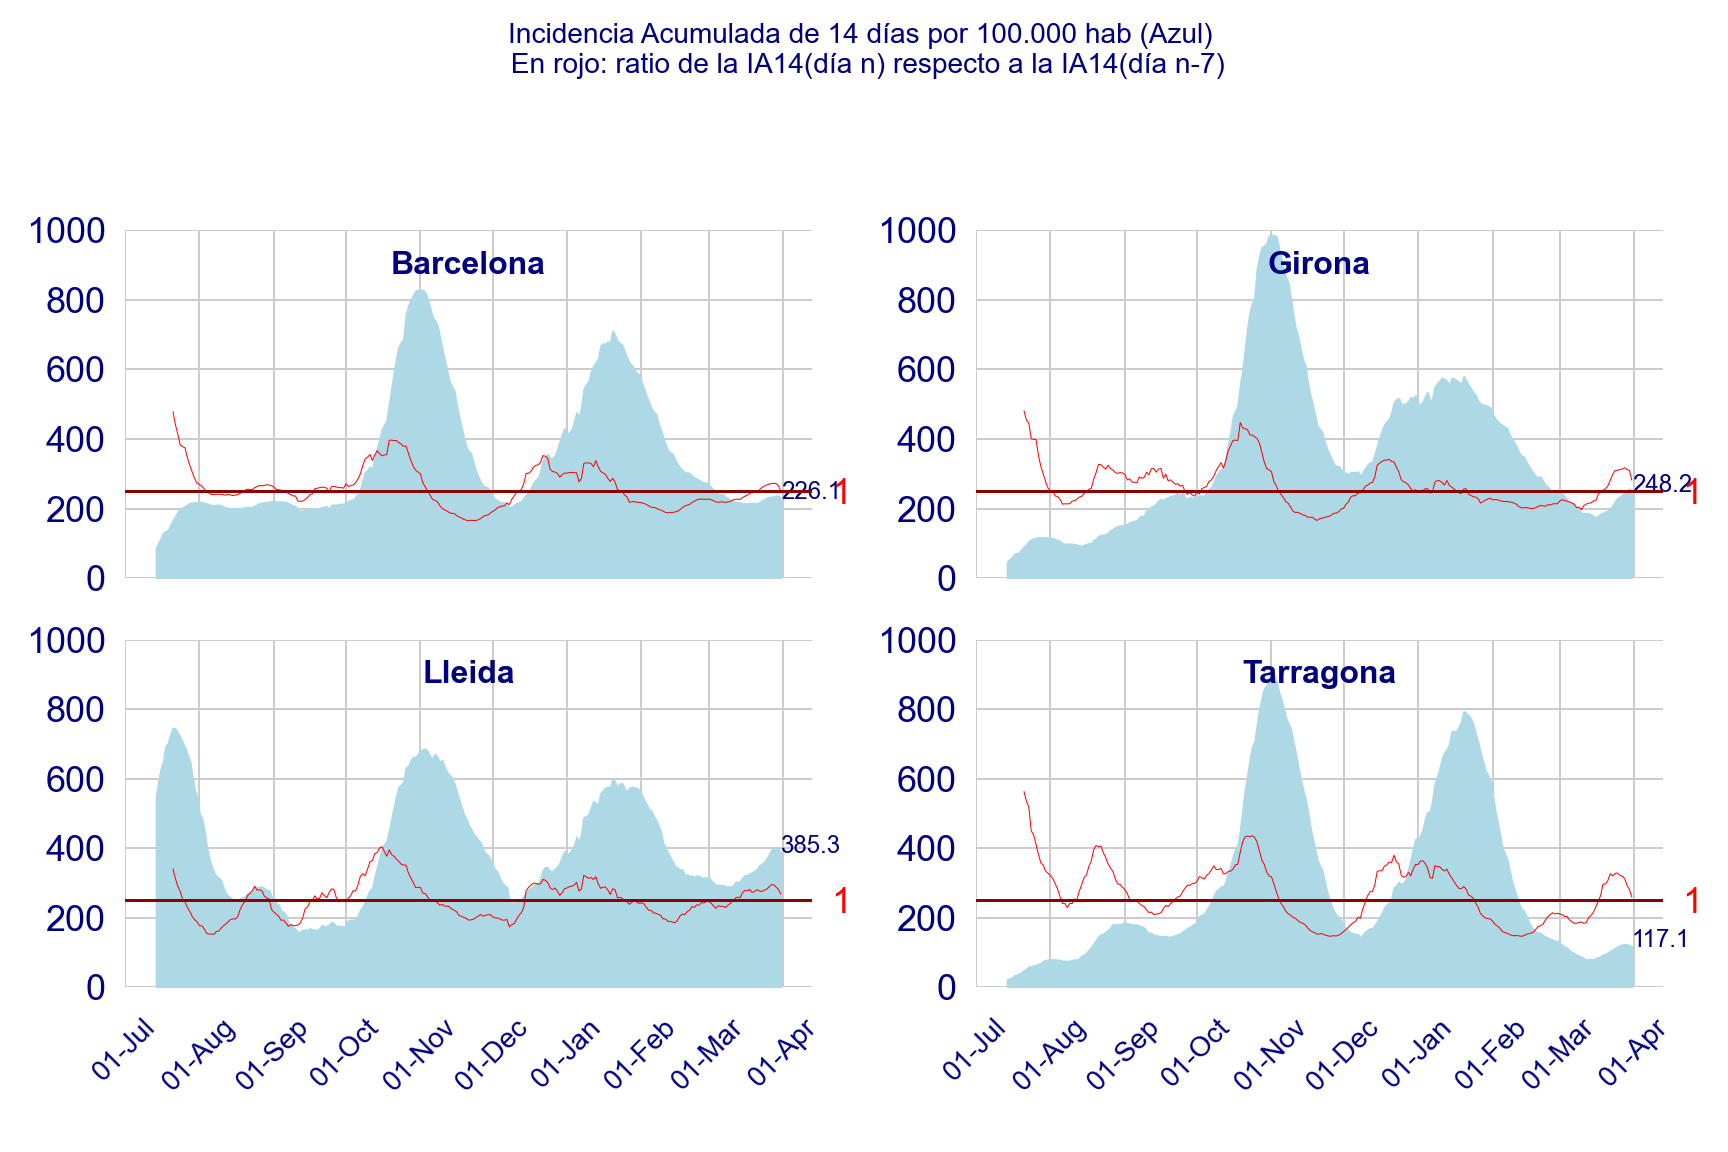 Incidencia Acumulada de 14 días por 100.000 hab (Azul)
En rojo: ratio de la IA14(día n) respecto a la IA14(día n-7)
1000
800
600
400
200
0
Barcelona
226.1
1
1000
800
600
400
200
0
Girona
248.2
1
1000
800
600
400
200
0
Lleida
385.3
1
01-Jul
01-Aug
01-Sep
01-Oct
01-Nov
01-Dec
01-Jan
01-Feb
01-Mar
01-Apr
1000
800
600
400
200
0
Tarragona
117.1
1
01-Jul
01-Aug
01-Sep
01-Oct
01-Nov
01-Dec
01-Jan
01-Feb
01-Mar
01-Apr